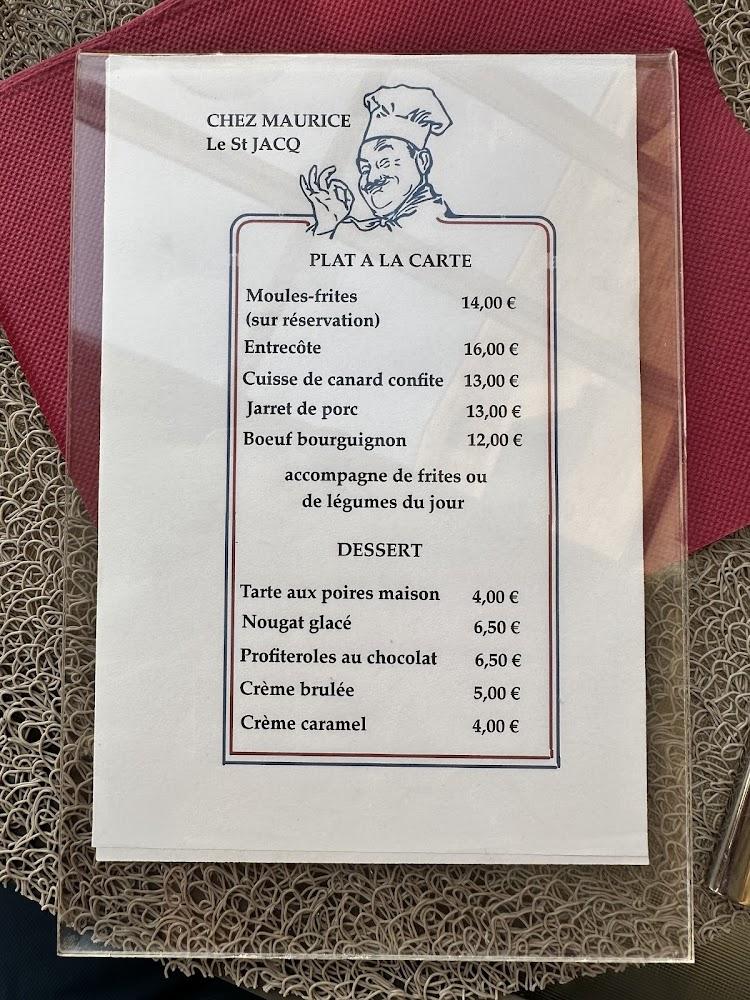 CHEZ MAURICE
Le St JACQ
PLAT A LA CARTE
Moules-frites 14,00 €
(sur réservation)
Entrecôte 16,00 €
Cuisse de canard confite 13,00 €
Jarret de porc 13,00 €
Boeuf bourguignon 12,00 €
accompagne de frites ou
de légumes du jour
DESSERT
Tarte aux poires maison 4,00 €
Nougat glacé 6,50 €
Profiteroles au chocolat 6,50 €
Crème brulée 5,00 €
Crème caramel 4,00 €